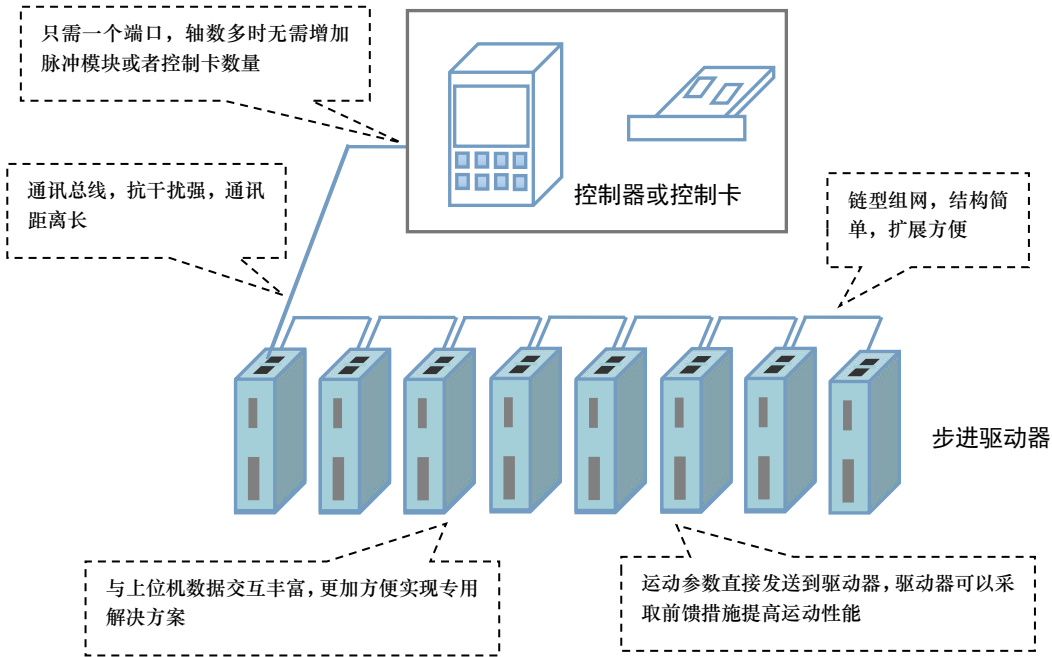 只需一个端口，轴数多时无需增加
脉冲模块或者控制卡数量
控制器或控制卡
通讯总线，抗干扰强，通讯
距离长
链型组网，结构简
单，扩展方便
步进驱动器
与上位机数据交互丰富，更加方便实现专用
解决方案
运动参数直接发送到驱动器，驱动器可以采
取前馈措施提高运动性能